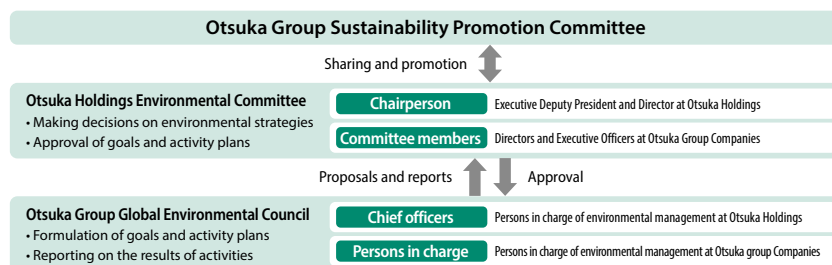 Otsuka Group Sustainability Promotion Committee
Sharing and promotion
Otsuka Holdings Environmental Committee
• Making decisions on environmental strategies
• Approval of goals and activity plans
Chairperson Executive Deputy President and Director at Otsuka Holdings
Committee members Directors and Executive Officers at Otsuka Group Companies
Proposals and reports Approval
Otsuka Group Global Environmental Council
• Formulation of goals and activity plans
• Reporting on the results of activities
Chief officers Persons in charge of environmental management at Otsuka Holdings
Persons in charge Persons in charge of environmental management at Otsuka group Companies